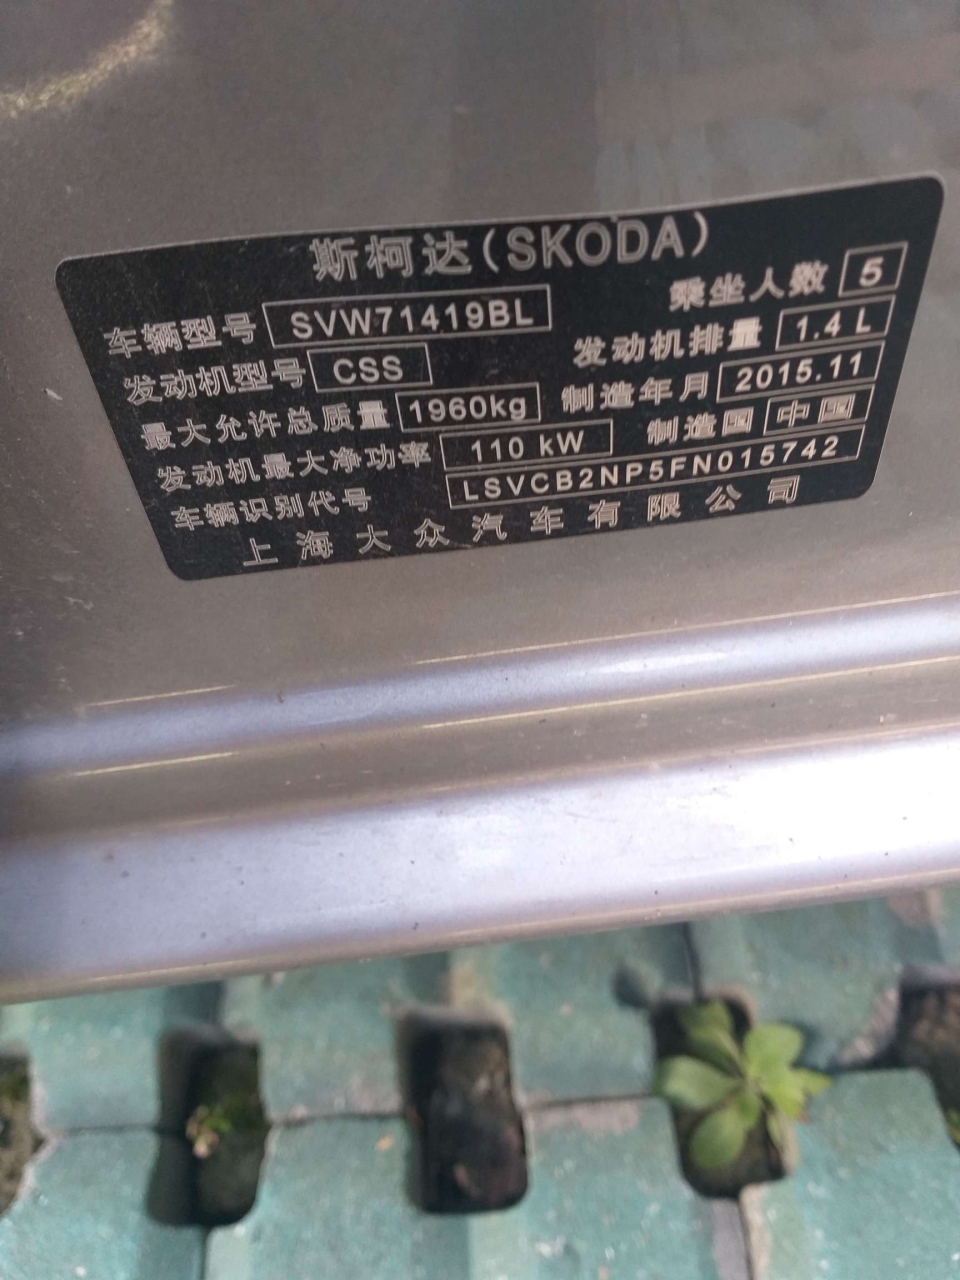 斯柯达(SKODA)
车辆型号 SVW71419BL 乘坐人数 5
发动机型号 CSS 发动机排量 1.4 L
最大允许总质量 1960kg 制造年月 2015.11
发动机最大净功率 110 kW 制造国 中国
车辆识别代号 LSVCB2NP5FN015742
上海大众汽车有限公司